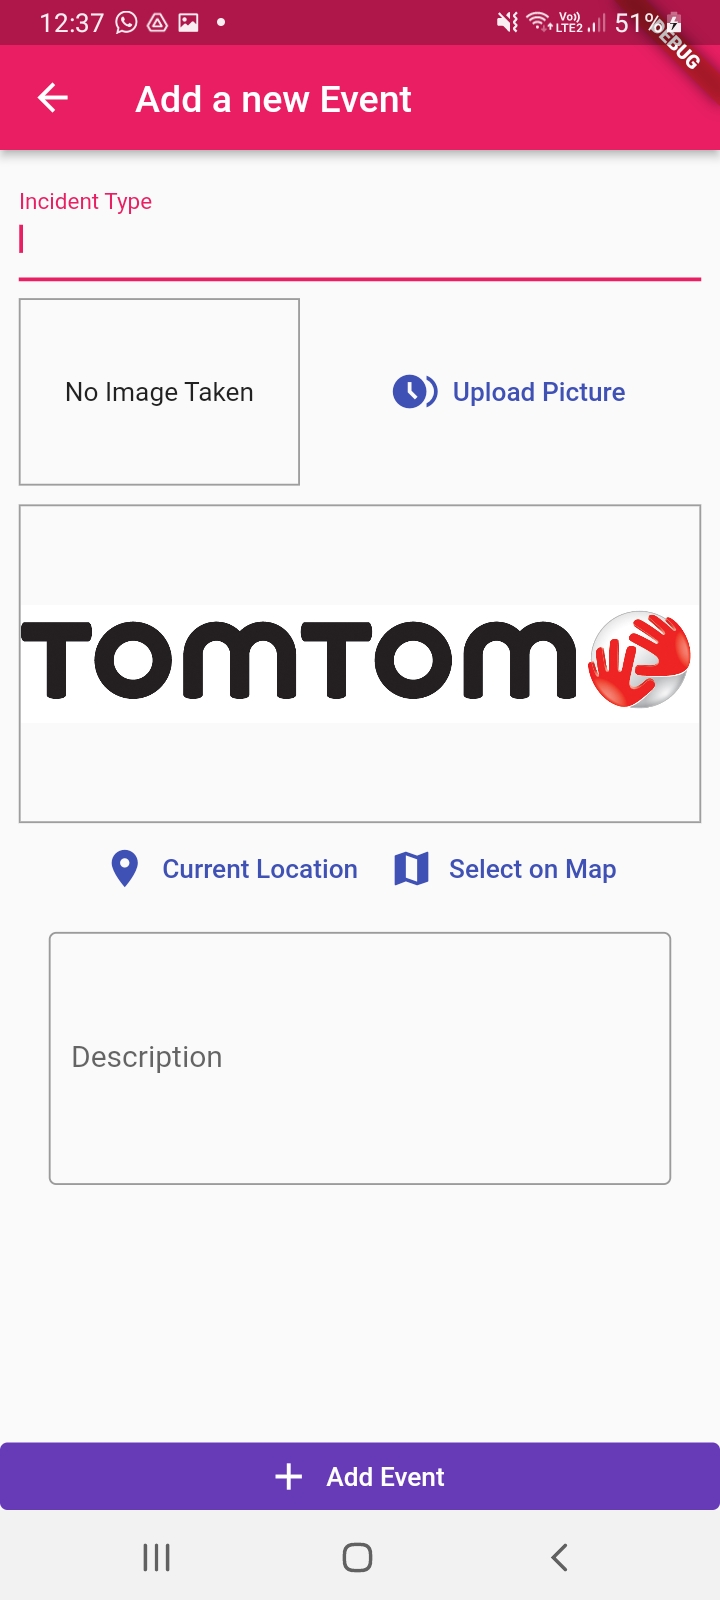 12:37 Vo)) LTE2 51%
DEBUG
Add a new Event
Incident Type
No Image Taken
Upload Picture
TOMTOM
Current Location
Select on Map
Description
Add Event